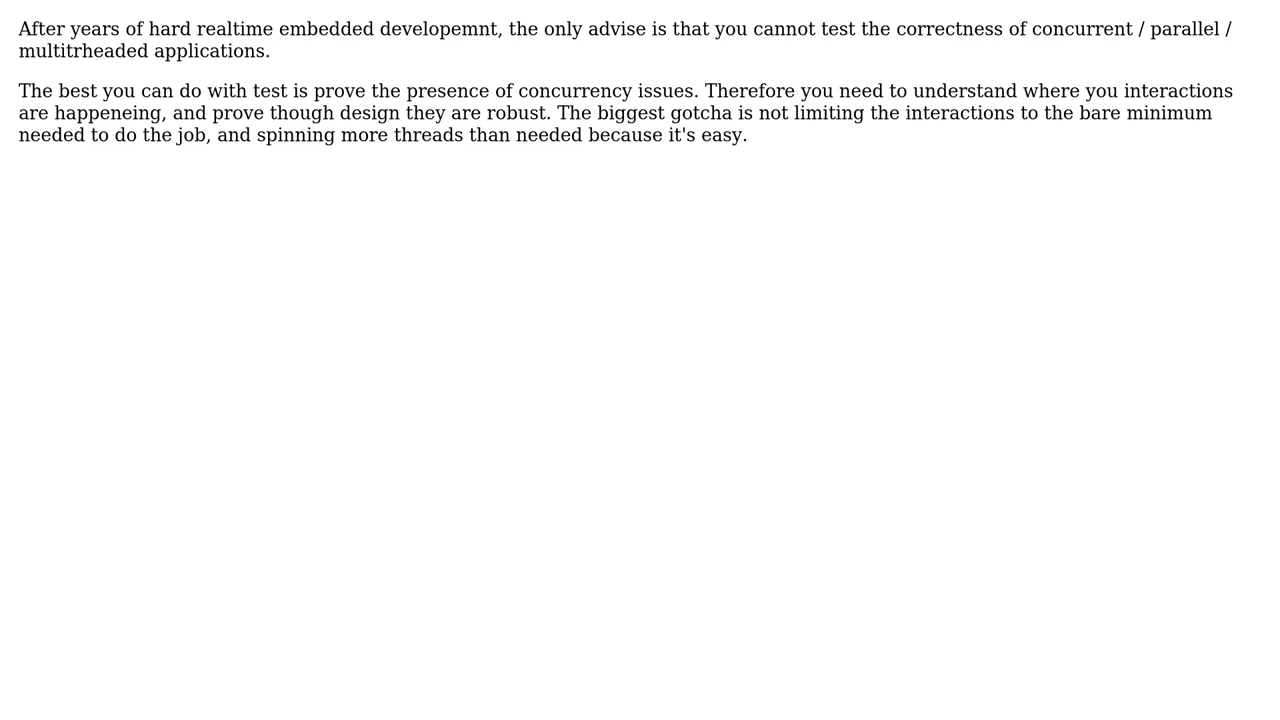 After years of hard realtime embedded developemnt, the only advise is that you cannot test the correctness of concurrent / parallel /
multitrheaded applications.
The best you can do with test is prove the presence of concurrency issues. Therefore you need to understand where you interactions
are happeneing, and prove though design they are robust. The biggest gotcha is not limiting the interactions to the bare minimum
needed to do the job, and spinning more threads than needed because it's easy.